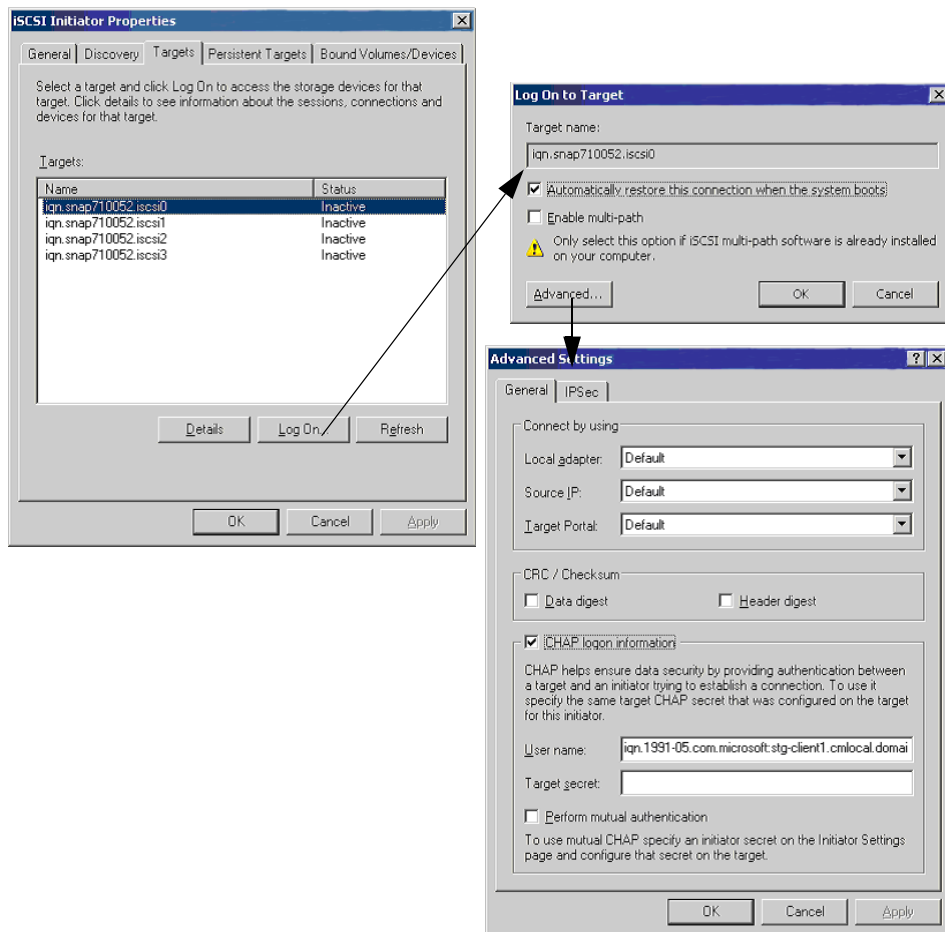 iSCSI Initiator Properties
General Discovery Targets Persistent Targets Bound Volumes/Devices
Select a target and click Log On to access the storage devices for that
target. Click details to see information about the sessions, connections and
devices for that target.
Targets:
Name Status
iqn.snap710052.iscsi0 Inactive
iqn.snap710052.iscsi1 Inactive
iqn.snap710052.iscsi2 Inactive
iqn.snap710052.iscsi3 Inactive
Details Log On... Refresh
OK Cancel Apply
Log On to Target
Target name:
iqn.snap710052.iscsi0
Automatically restore this connection when the system boots
Enable multi-path
Only select this option if iSCSI multi-path software is already installed
on your computer.
Advanced... OK Cancel
Advanced Settings
General IPSec
Connect by using
Local adapter: Default
Source IP: Default
Target Portal: Default
CRC / Checksum
Data digest Header digest
CHAP logon information
CHAP helps ensure data security by providing authentication between
a target and an initiator trying to establish a connection. To use it
specify the same target CHAP secret that was configured on the target
for this initiator.
User name: iqn.1991-05.com.microsoft:stg-client1.cmlocal.domai
Target secret:
Perform mutual authentication
To use mutual CHAP specify an initiator secret on the Initiator Settings
page and configure that secret on the target.
OK Cancel Apply